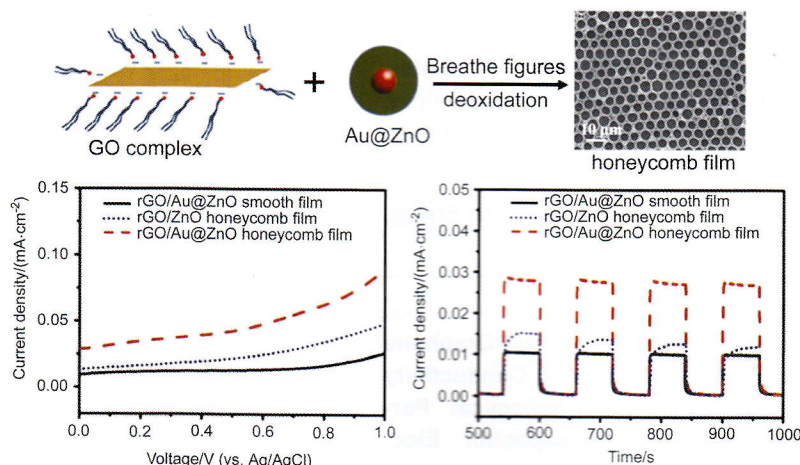 GO complex
+
Au@ZnO
Breathe figures
deoxidation
10 μm
honeycomb film
Current density/(mA·cm⁻²)
0.15
0.10
0.05
0.00
rGO/Au@ZnO smooth film
rGO/ZnO honeycomb film
rGO/Au@ZnO honeycomb film
0.0 0.2 0.4 0.6 0.8 1.0
Voltage/V (vs. Ag/AgCl)
Current density/(mA·cm⁻²)
0.05
0.04
0.03
0.02
0.01
0.00
rGO/Au@ZnO smooth film
rGO/ZnO honeycomb film
rGO/Au@ZnO honeycomb film
500 600 700 800 900 1000
Time/s